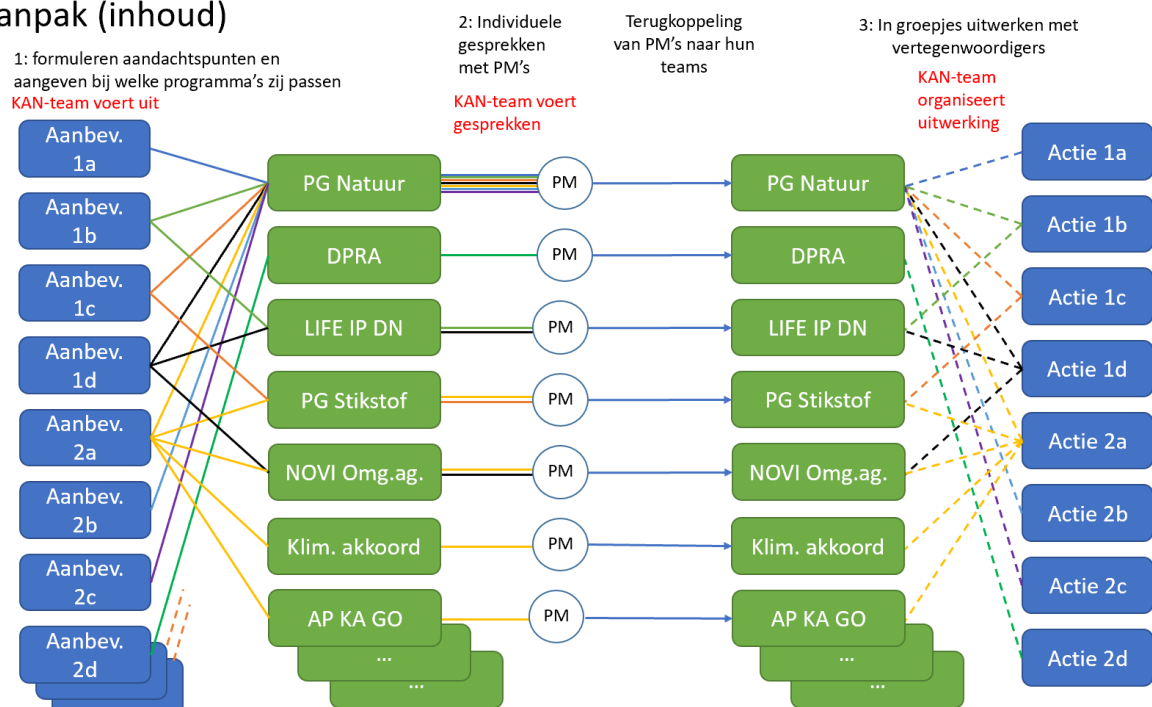 anpak (inhoud)
1: formuleren aandachtspunten en
aangeven bij welke programma's zij passen
KAN-team voert uit
2: Individuele
gesprekken
met PM's
KAN-team voert
gesprekken
Terugkoppeling
van PM's naar hun
teams
3: In groepjes uitwerken met
vertegenwoordigers
KAN-team
organiseert
uitwerking
Aanbev.
1a
Aanbev.
1b
Aanbev.
1c
Aanbev.
1d
Aanbev.
2a
Aanbev.
2b
Aanbev.
2c
Aanbev.
2d
PG Natuur
DPRA
LIFE IP DN
PG Stikstof
NOVI Omg.ag.
Klim. akkoord
AP KA GO
...
...
PM
PM
PM
PM
PM
PM
PM
PG Natuur
DPRA
LIFE IP DN
PG Stikstof
NOVI Omg.ag.
Klim. akkoord
AP KA GO
...
...
Actie 1a
Actie 1b
Actie 1c
Actie 1d
Actie 2a
Actie 2b
Actie 2c
Actie 2d